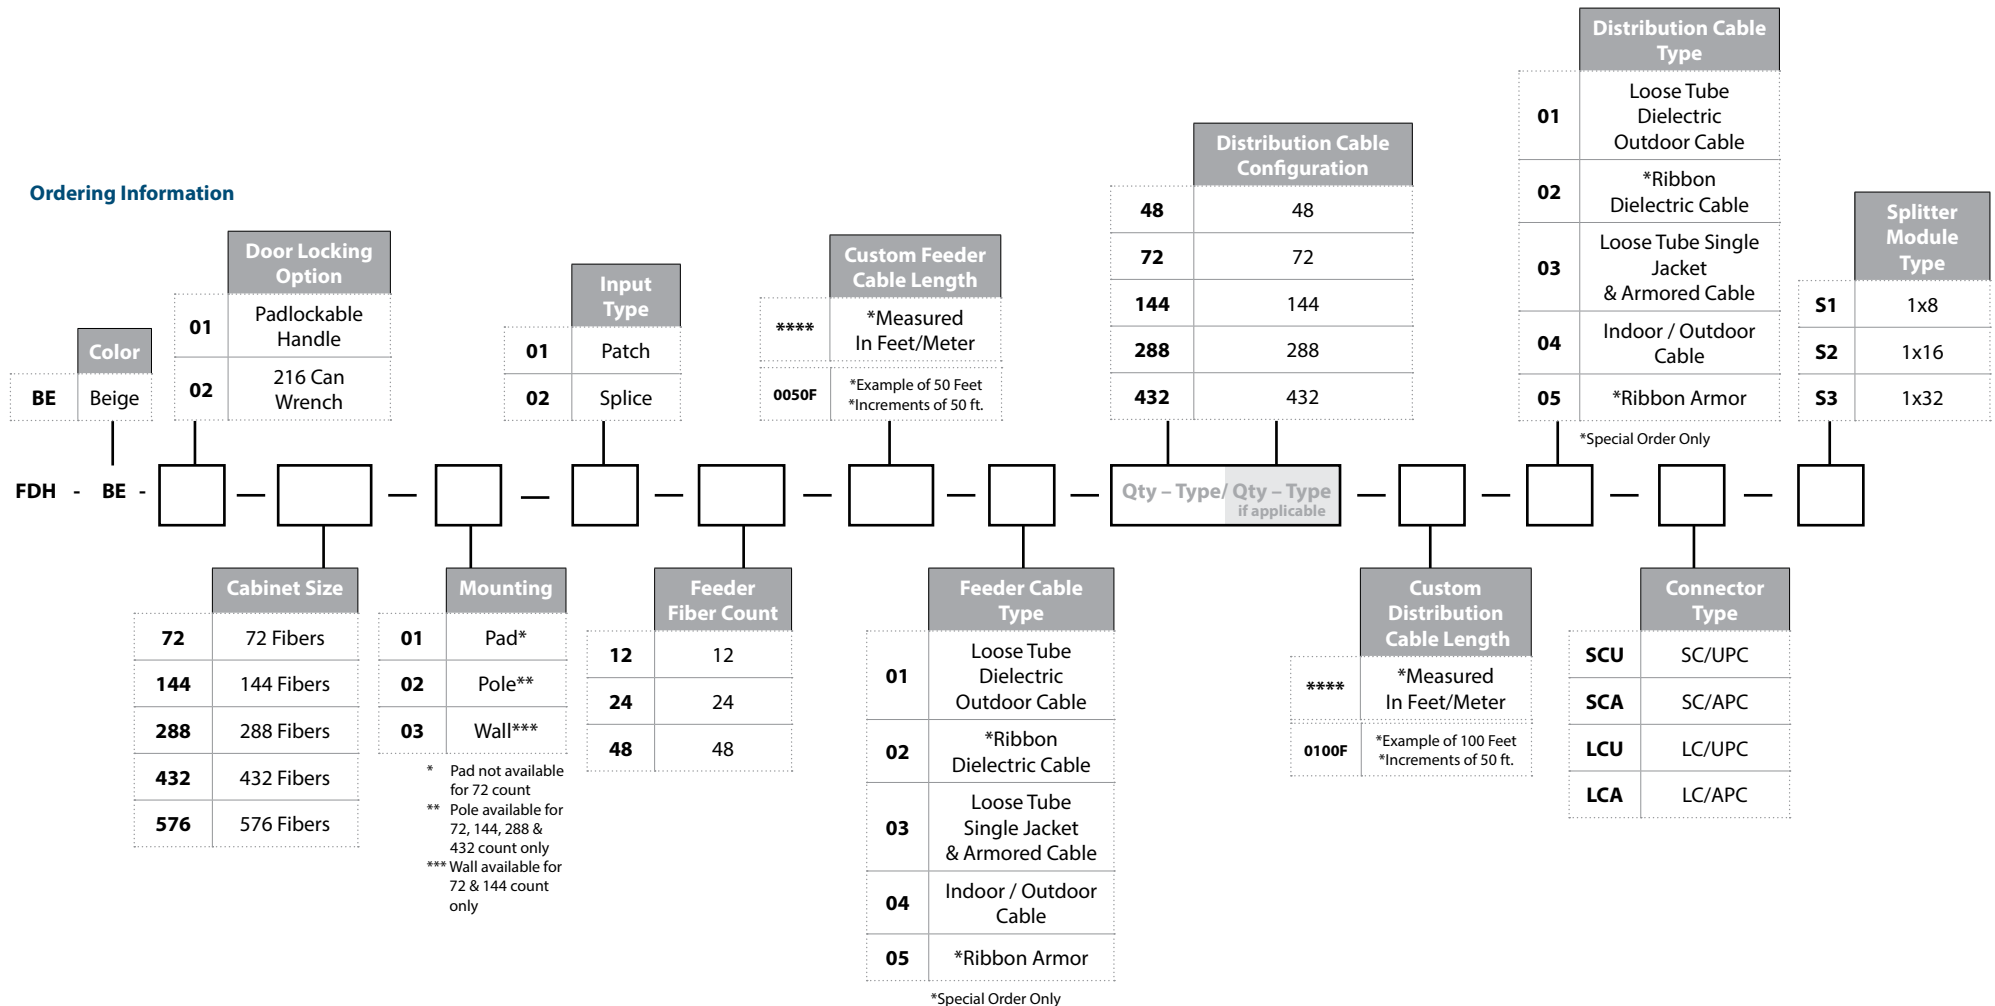 Ordering Information
Color
BE Beige
Door Locking
Option
01 Padlockable
Handle
02 216 Can
Wrench
Input
Type
01 Patch
02 Splice
Custom Feeder
Cable Length
**** *Measured
In Feet/Meter
0050F *Example of 50 Feet
*Increments of 50 ft.
Distribution Cable
Configuration
48 48
72 72
144 144
288 288
432 432
Distribution Cable
Type
01 Loose Tube
Dielectric
Outdoor Cable
02 *Ribbon
Dielectric Cable
03 Loose Tube Single
Jacket
& Armored Cable
04 Indoor / Outdoor
Cable
05 *Ribbon Armor
*Special Order Only
Splitter
Module
Type
S1 1x8
S2 1x16
S3 1x32
FDH - BE - — — — — — — — Qty – Type/ Qty – Type — — — —
if applicable
Cabinet Size
72 72 Fibers
144 144 Fibers
288 288 Fibers
432 432 Fibers
576 576 Fibers
Mounting
01 Pad*
02 Pole**
03 Wall***
* Pad not available
for 72 count
** Pole available for
72, 144, 288 &
432 count only
*** Wall available for
72 & 144 count
only
Feeder
Fiber Count
12 12
24 24
48 48
Feeder Cable
Type
01 Loose Tube
Dielectric
Outdoor Cable
02 *Ribbon
Dielectric Cable
03 Loose Tube
Single Jacket
& Armored Cable
04 Indoor / Outdoor
Cable
05 *Ribbon Armor
*Special Order Only
Custom
Distribution
Cable Length
**** *Measured
In Feet/Meter
0100F *Example of 100 Feet
*Increments of 50 ft.
Connector
Type
SCU SC/UPC
SCA SC/APC
LCU LC/UPC
LCA LC/APC